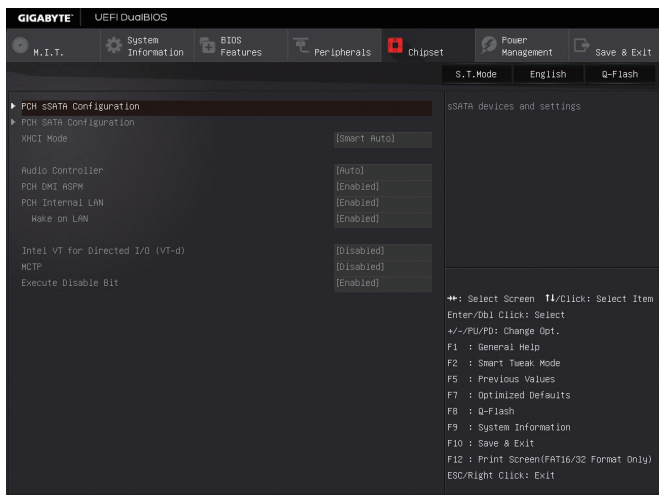 GIGABYTE™ UEFI DualBIOS
M.I.T. System Information BIOS Features Peripherals Chipset Power Management Save & Exit
S.T.Mode English Q-Flash
PCH sSATA Configuration
PCH SATA Configuration
XHCI Mode [Smart Auto]
Audio Controller [Auto]
PCH DMI ASPM [Enabled]
PCH Internal LAN [Enabled]
Wake on LAN [Enabled]
Intel VT for Directed I/O (VT-d) [Disabled]
MCTP [Disabled]
Execute Disable Bit [Enabled]
sSATA devices and settings
→←: Select Screen ↑↓/Click: Select Item
Enter/Dbl Click: Select
+/-/PU/PD: Change Opt.
F1 : General Help
F2 : Smart Tweak Mode
F5 : Previous Values
F7 : Optimized Defaults
F8 : Q-Flash
F9 : System Information
F10 : Save & Exit
F12 : Print Screen(FAT16/32 Format Only)
ESC/Right Click: Exit